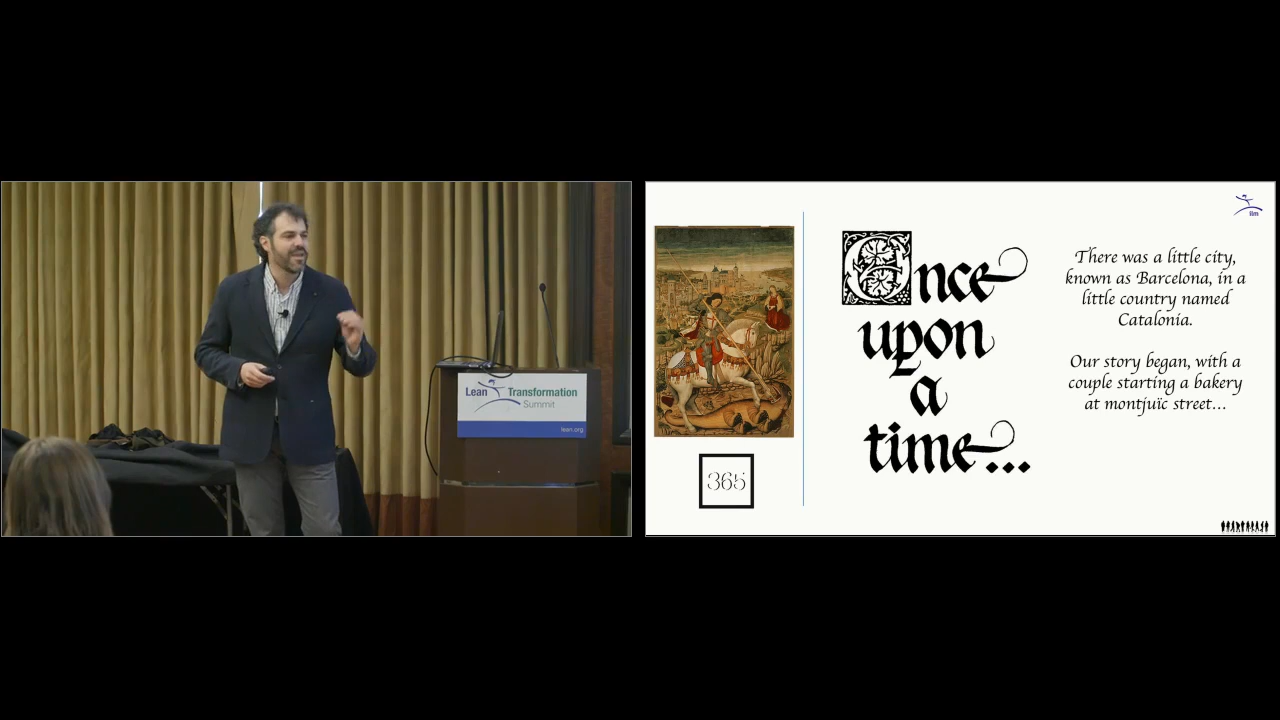 Lean Transformation
Summit
lean.org
ilm
365
Once
upon
a
time...
There was a little city,
known as Barcelona, in a
little country named
Catalonia.
Our story began, with a
couple starting a bakery
at montjuïc street...